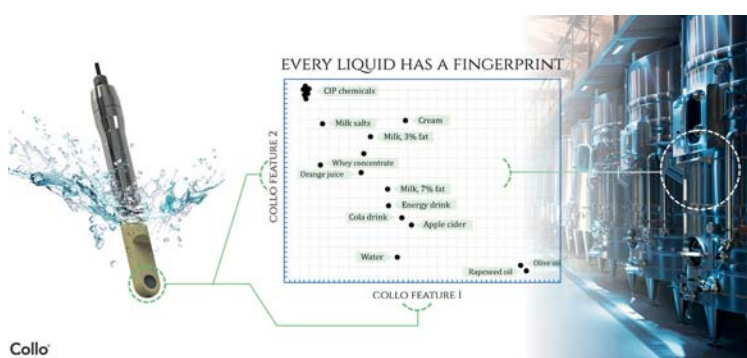 EVERY LIQUID HAS A FINGERPRINT
CIP chemicals
Milk salts
Cream
Milk, 3% fat
Whey concentrate
Orange juice
Milk, 7% fat
Energy drink
Cola drink
Apple cider
Water
Olive oil
Rapeseed oil
COLLO FEATURE 2
COLLO FEATURE 1
Collo